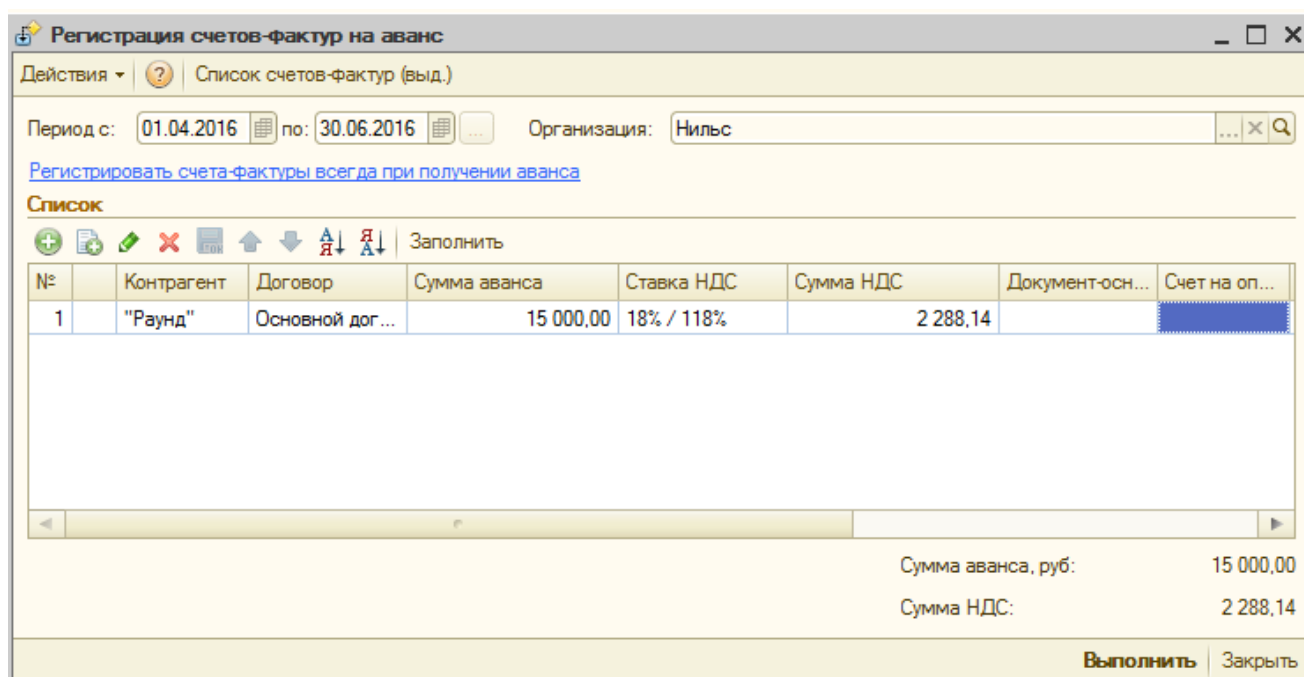 Регистрация счетов-фактур на аванс
Действия Список счетов-фактур (выд.)
Период с: 01.04.2016 по: 30.06.2016 ... Организация: Нильс ...
Регистрировать счета-фактуры всегда при получении аванса
Список
Заполнить
№ Контрагент Договор Сумма аванса Ставка НДС Сумма НДС Документ-осн... Счет на оп...
1 "Раунд" Основной дог... 15 000,00 18% / 118% 2 288,14
Сумма аванса, руб: 15 000,00
Сумма НДС: 2 288,14
Выполнить Закрыть